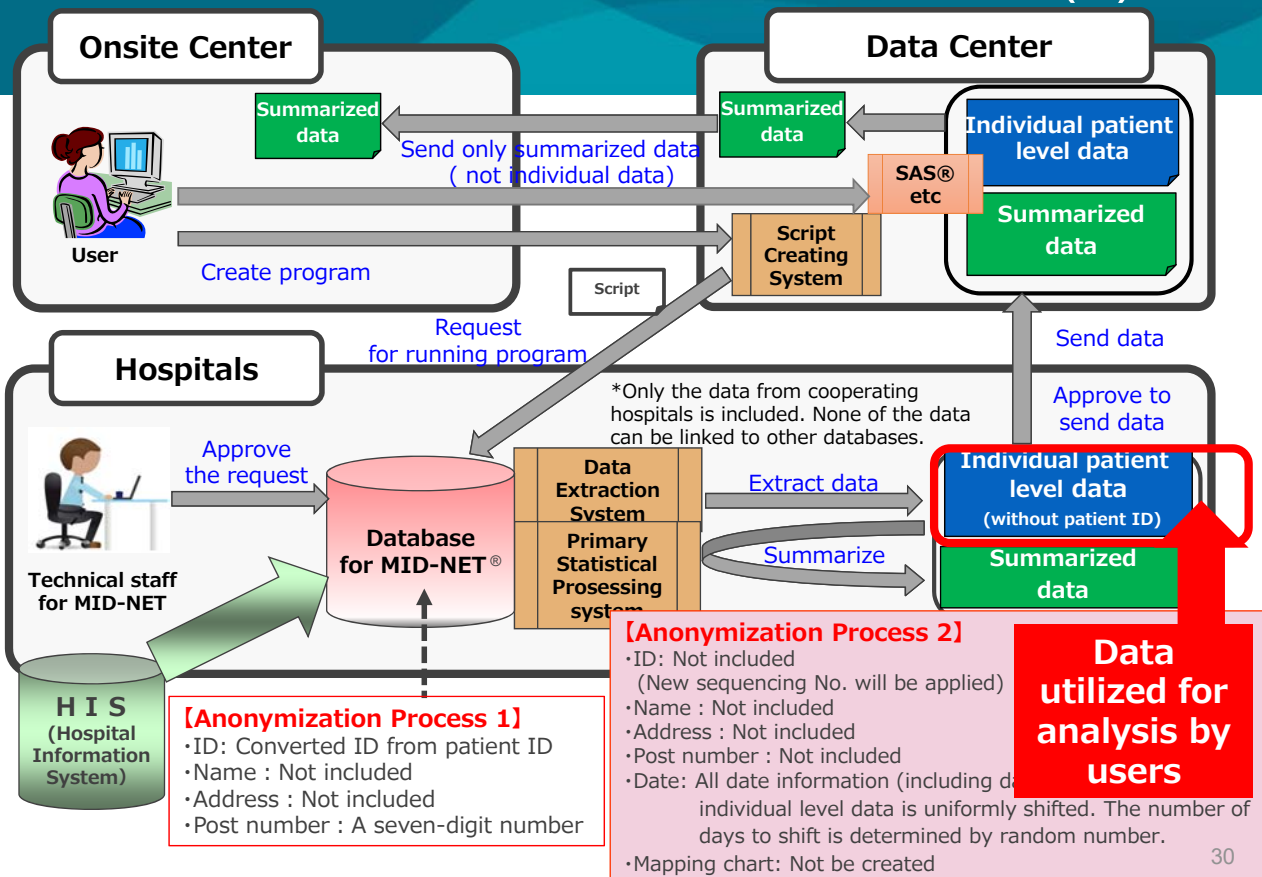 Onsite Center
Data Center
Summarized
data
Summarized
data
Individual patient
level data
Send only summarized data
( not individual data)
SAS®
etc
Summarized
data
User
Create program
Script
Creating
System
Script
Request
for running program
Send data
Hospitals
*Only the data from cooperating
hospitals is included. None of the data
can be linked to other databases.
Approve to
send data
Approve
the request
Database
for MID-NET®
Data
Extraction
System
Primary
Statistical
Prosessing
system
Extract data
Summarize
Individual patient
level data
(without patient ID)
Summarized
data
Technical staff
for MID-NET
H I S
(Hospital
Information
System)
【Anonymization Process 1】
・ID: Converted ID from patient ID
・Name : Not included
・Address : Not included
・Post number : A seven-digit number
【Anonymization Process 2】
・ID: Not included
(New sequencing No. will be applied)
・Name : Not included
・Address : Not included
・Post number : Not included
・Date: All date information (including
individual level data is uniformly shifted. The number of
days to shift is determined by random number.
・Mapping chart: Not be created
Data
utilized for
analysis by
users
30